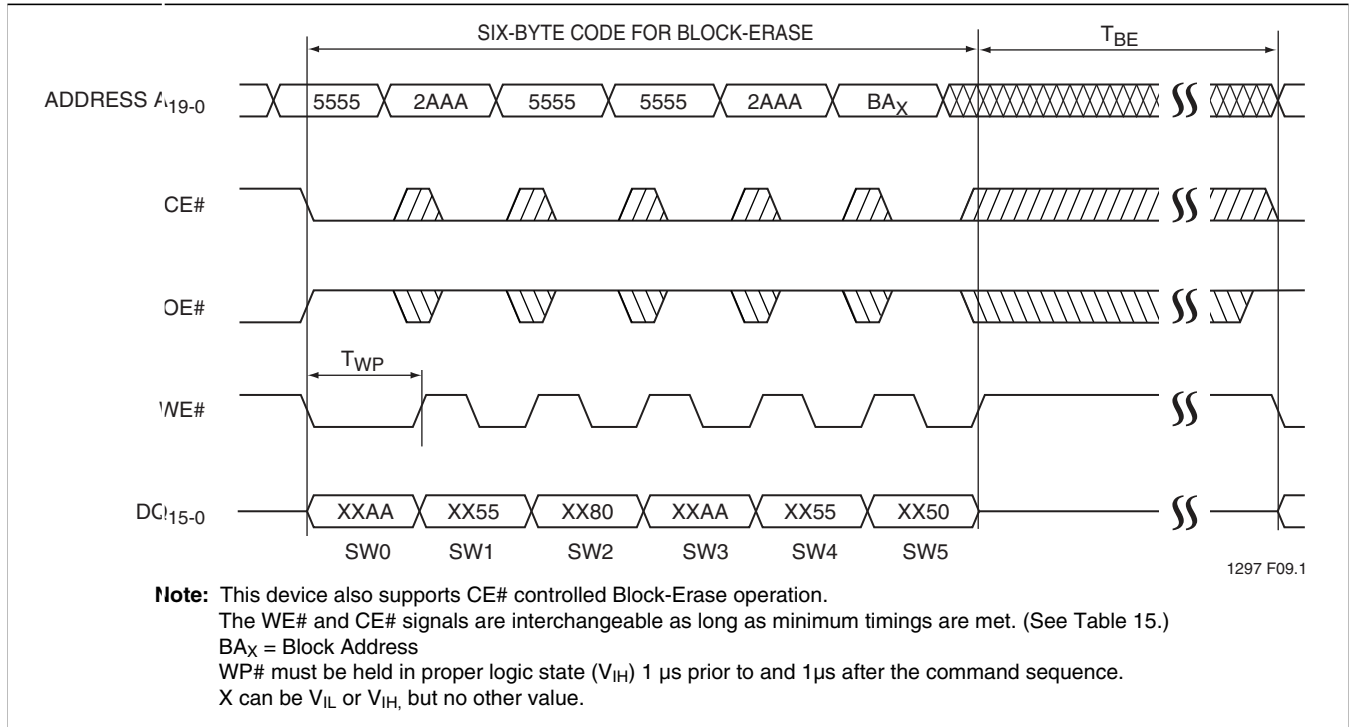 SIX-BYTE CODE FOR BLOCK-ERASE
TBE
ADDRESS A19-0
5555 2AAA 5555 5555 2AAA BAX
CE#
OE#
TWP
WE#
DQ15-0
XXAA XX55 XX80 XXAA XX55 XX50
SW0 SW1 SW2 SW3 SW4 SW5
1297 F09.1
Note: This device also supports CE# controlled Block-Erase operation.
The WE# and CE# signals are interchangeable as long as minimum timings are met. (See Table 15.)
BAX = Block Address
WP# must be held in proper logic state (VIH) 1 µs prior to and 1µs after the command sequence.
X can be VIL or VIH, but no other value.